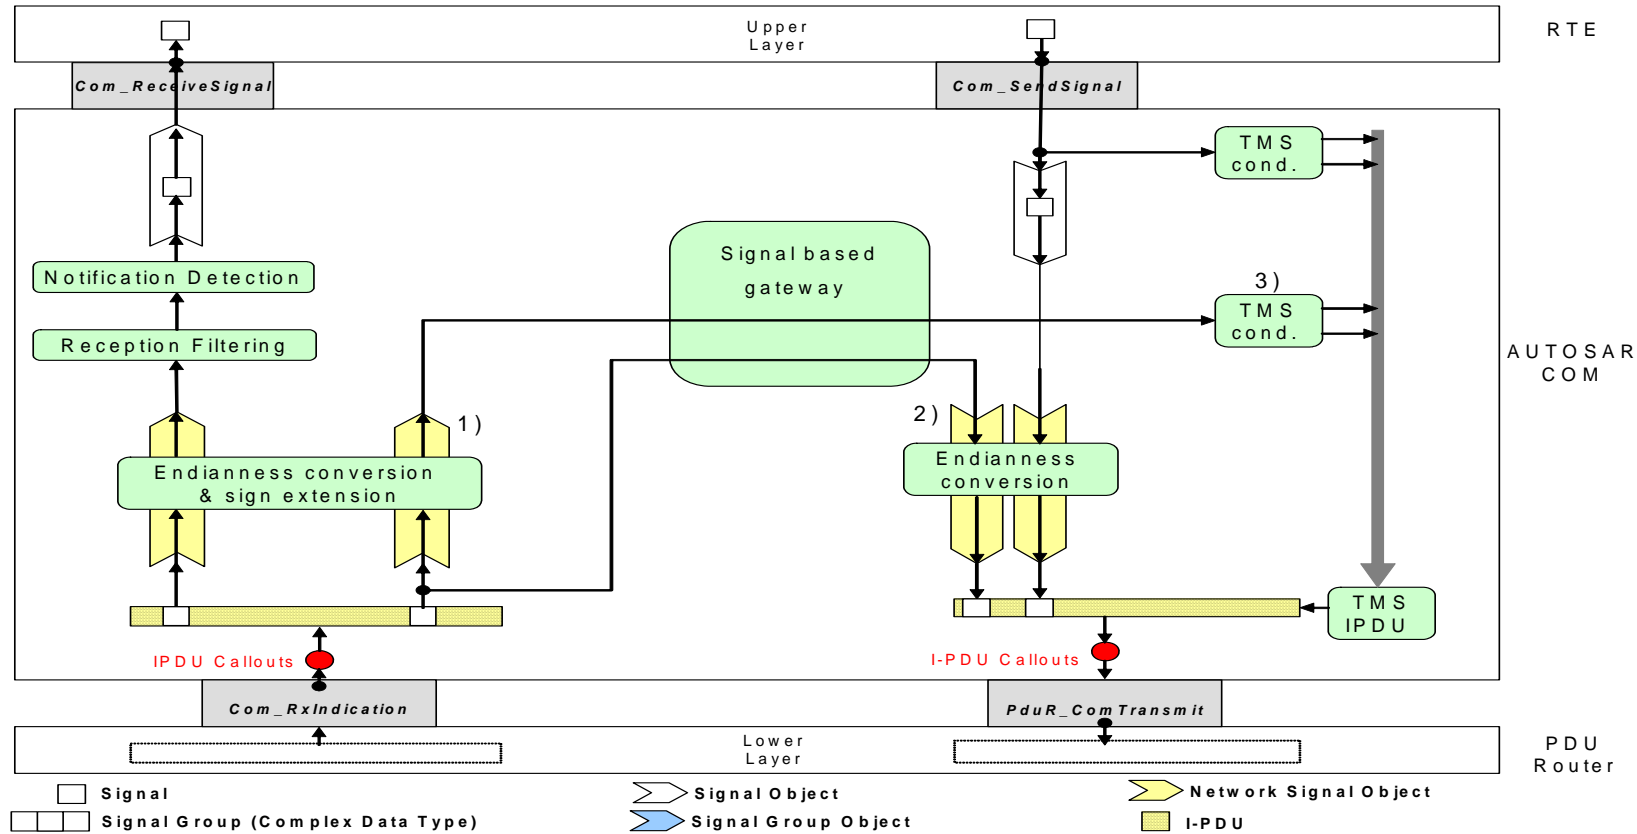 Upper
Layer
RTE
Com_ReceiveSignal
Com_SendSignal
TMS
cond.
Signal based
gateway
Notification Detection
3)
TMS
cond.
Reception Filtering
AUTOSAR
COM
1)
2)
Endianness conversion
& sign extension
Endianness
conversion
TMS
IPDU
IPDU Callouts
I-PDU Callouts
Com_RxIndication
PduR_ComTransmit
Lower
Layer
PDU
Router
Signal
Signal Object
Network Signal Object
Signal Group (Complex Data Type)
Signal Group Object
I-PDU